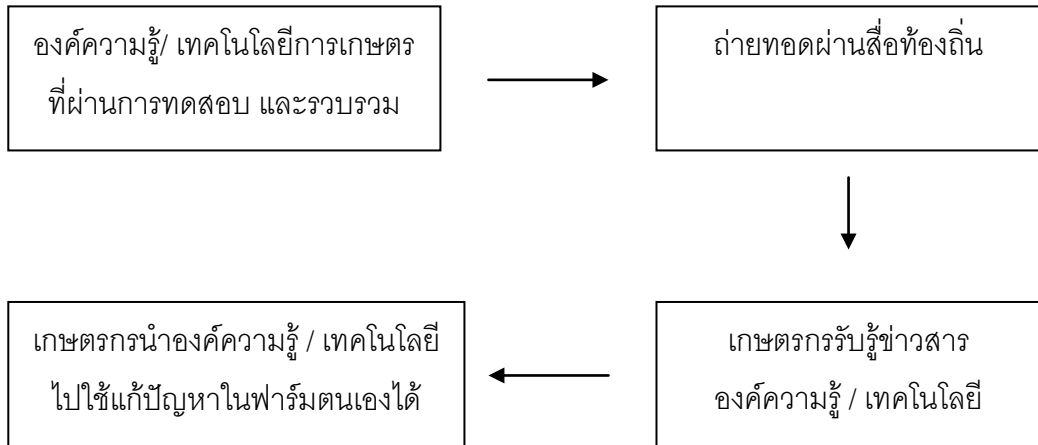 องค์ความรู้/ เทคโนโลยีการเกษตร
ที่ผ่านการทดสอบ และรวบรวม
ถ่ายทอดผ่านสื่อท้องถิ่น
เกษตรกรรับรู้ข่าวสาร
องค์ความรู้ / เทคโนโลยี
เกษตรกรนำองค์ความรู้ / เทคโนโลยี
ไปใช้แก้ปัญหาในฟาร์มตนเองได้